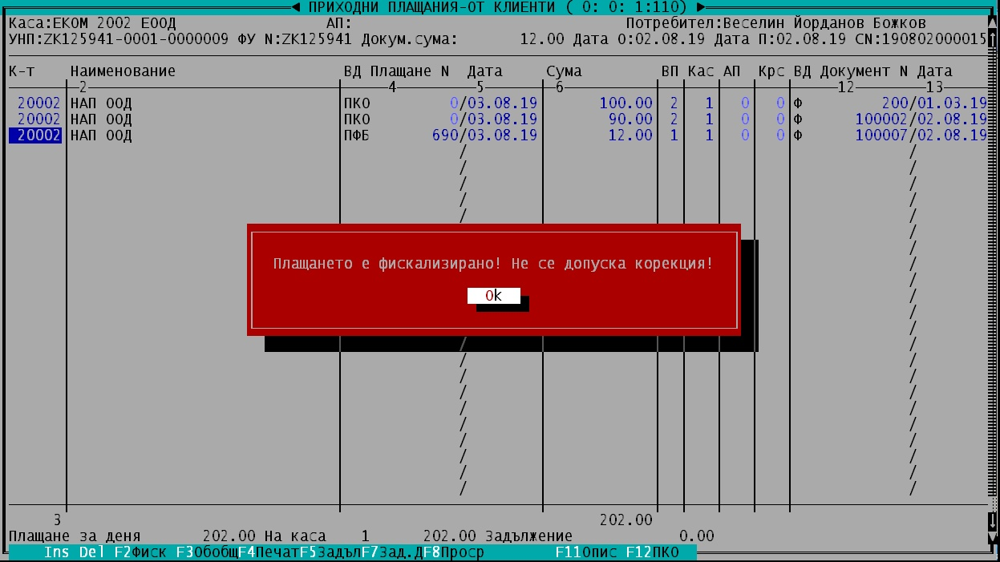 ПРИХОДНИ ПЛАЩАНИЯ-ОТ КЛИЕНТИ ( 0: 0: 1:110)
Каса:ЕКОМ 2002 ЕООД АП: Потребител:Веселин Йорданов Божков
УНП:ZK125941-0001-0000009 ФУ N:ZK125941 Докум.сума: 12.00 Дата О:02.08.19 Дата П:02.08.19 CN:190802000015
К-т Наименование ВД Плащане N Дата Сума ВП Кас АП Крс ВД Документ N Дата
2 4 5 6 12 13
20002 НАП ООД ПКО 0/03.08.19 100.00 2 1 0 0 Ф 200/01.03.19
20002 НАП ООД ПКО 0/03.08.19 90.00 2 1 0 0 Ф 100002/02.08.19
20002 НАП ООД ПФБ 690/03.08.19 12.00 1 1 0 0 Ф 100007/02.08.19
Плащането е фискализирано! Не се допуска корекция!
Ok
3 202.00
Плащане за деня 202.00 На каса 1 202.00 Задължение 0.00
Ins Del F2Фиск F3ОбобщF4ПечатF5ЗадълF7Зад.ДF8Проср F11Опис F12ПКО